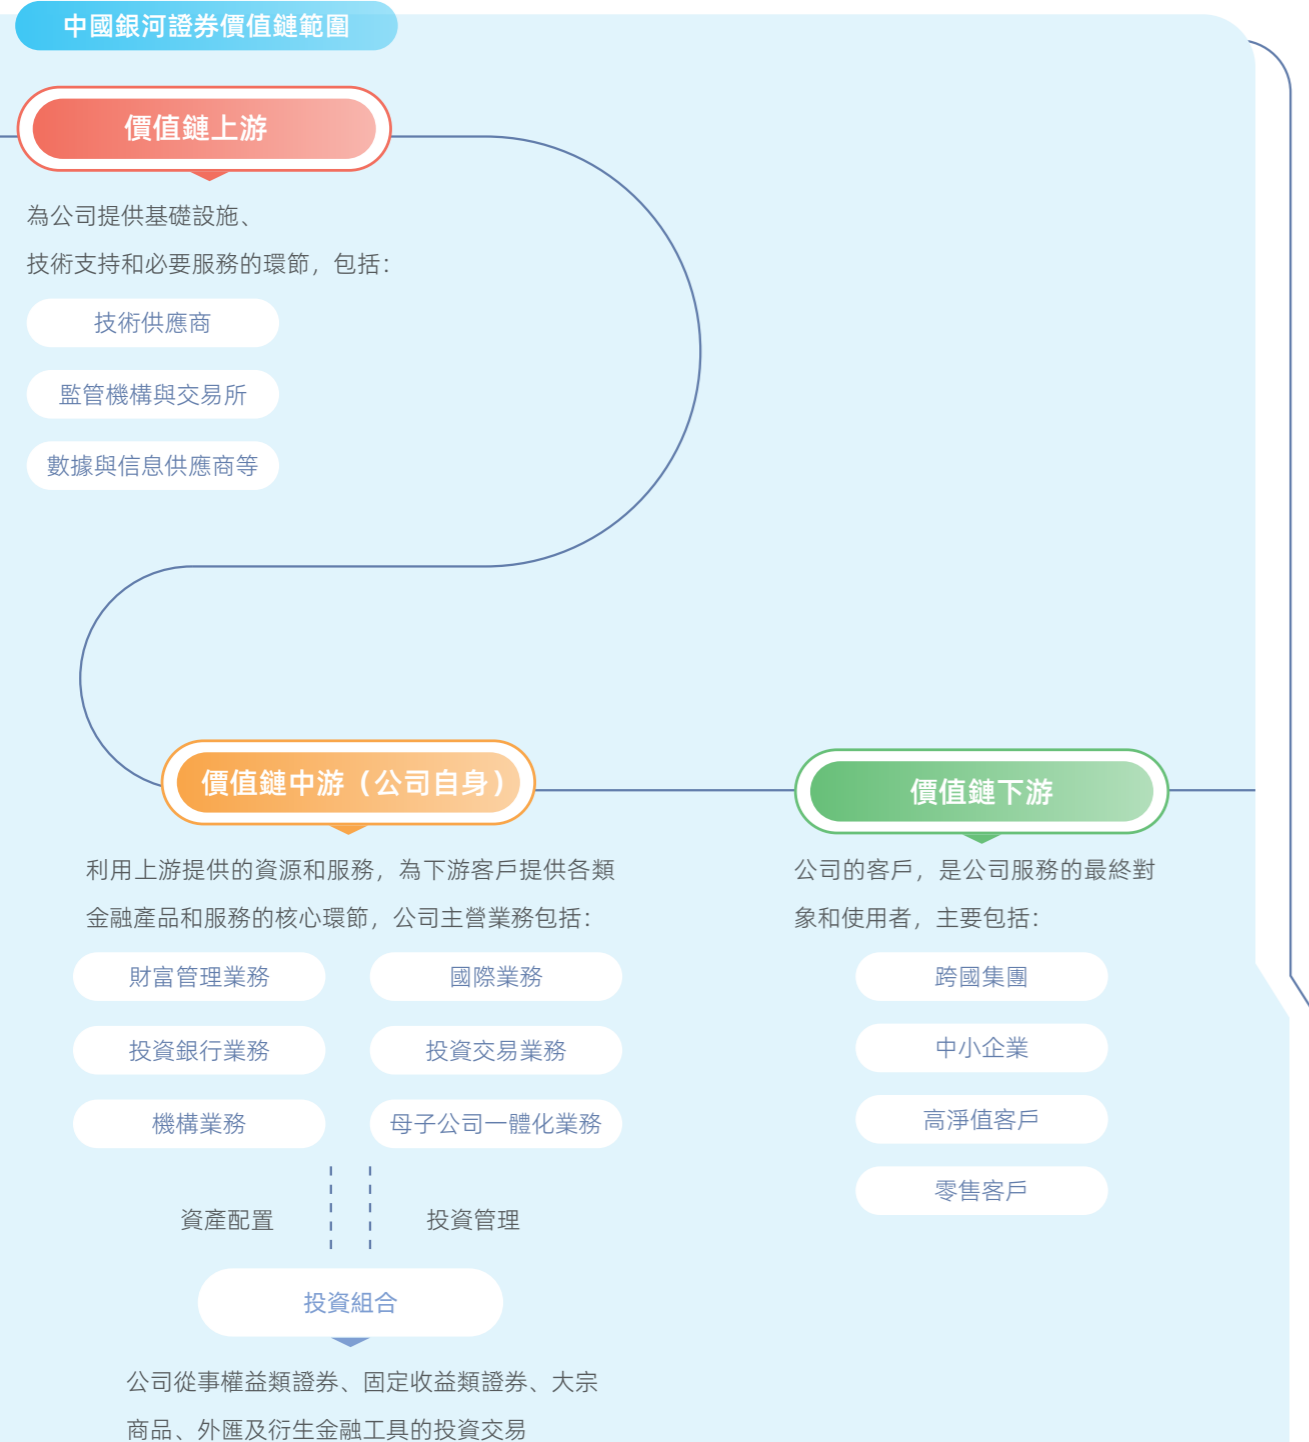 中國銀河證券價值鏈範圍
價值鏈上游
為公司提供基礎設施、
技術支持和必要服務的環節，包括：
技術供應商
監管機構與交易所
數據與信息供應商等
價值鏈中游（公司自身）
利用上游提供的資源和服務，為下游客戶提供各類
金融產品和服務的核心環節，公司主營業務包括：
財富管理業務
國際業務
投資銀行業務
投資交易業務
機構業務
母子公司一體化業務
資產配置
投資管理
投資組合
公司從事權益類證券、固定收益類證券、大宗
商品、外匯及衍生金融工具的投資交易
價值鏈下游
公司的客戶，是公司服務的最終對
象和使用者，主要包括：
跨國集團
中小企業
高淨值客戶
零售客戶